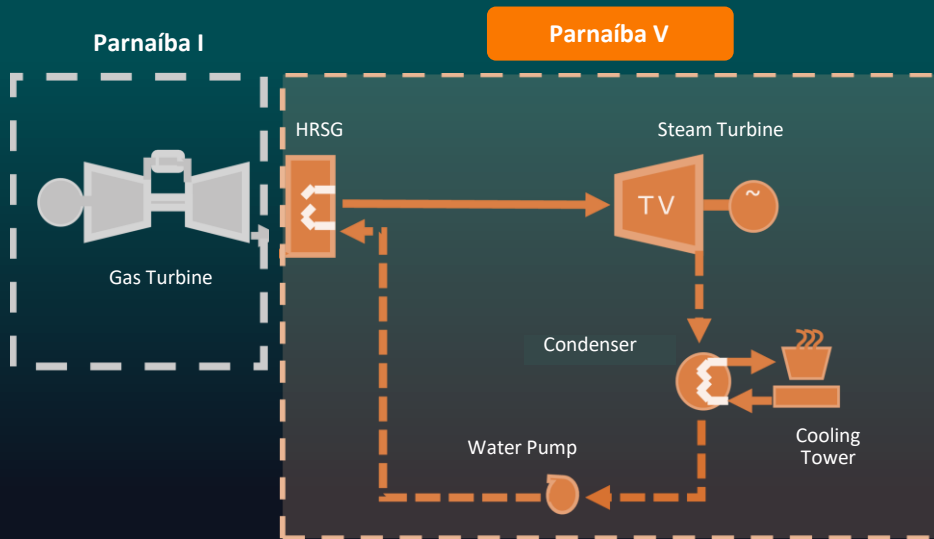 Parnaíba I
Parnaíba V
HRSG
Steam Turbine
TV
~
Gas Turbine
Condenser
Water Pump
Cooling
Tower